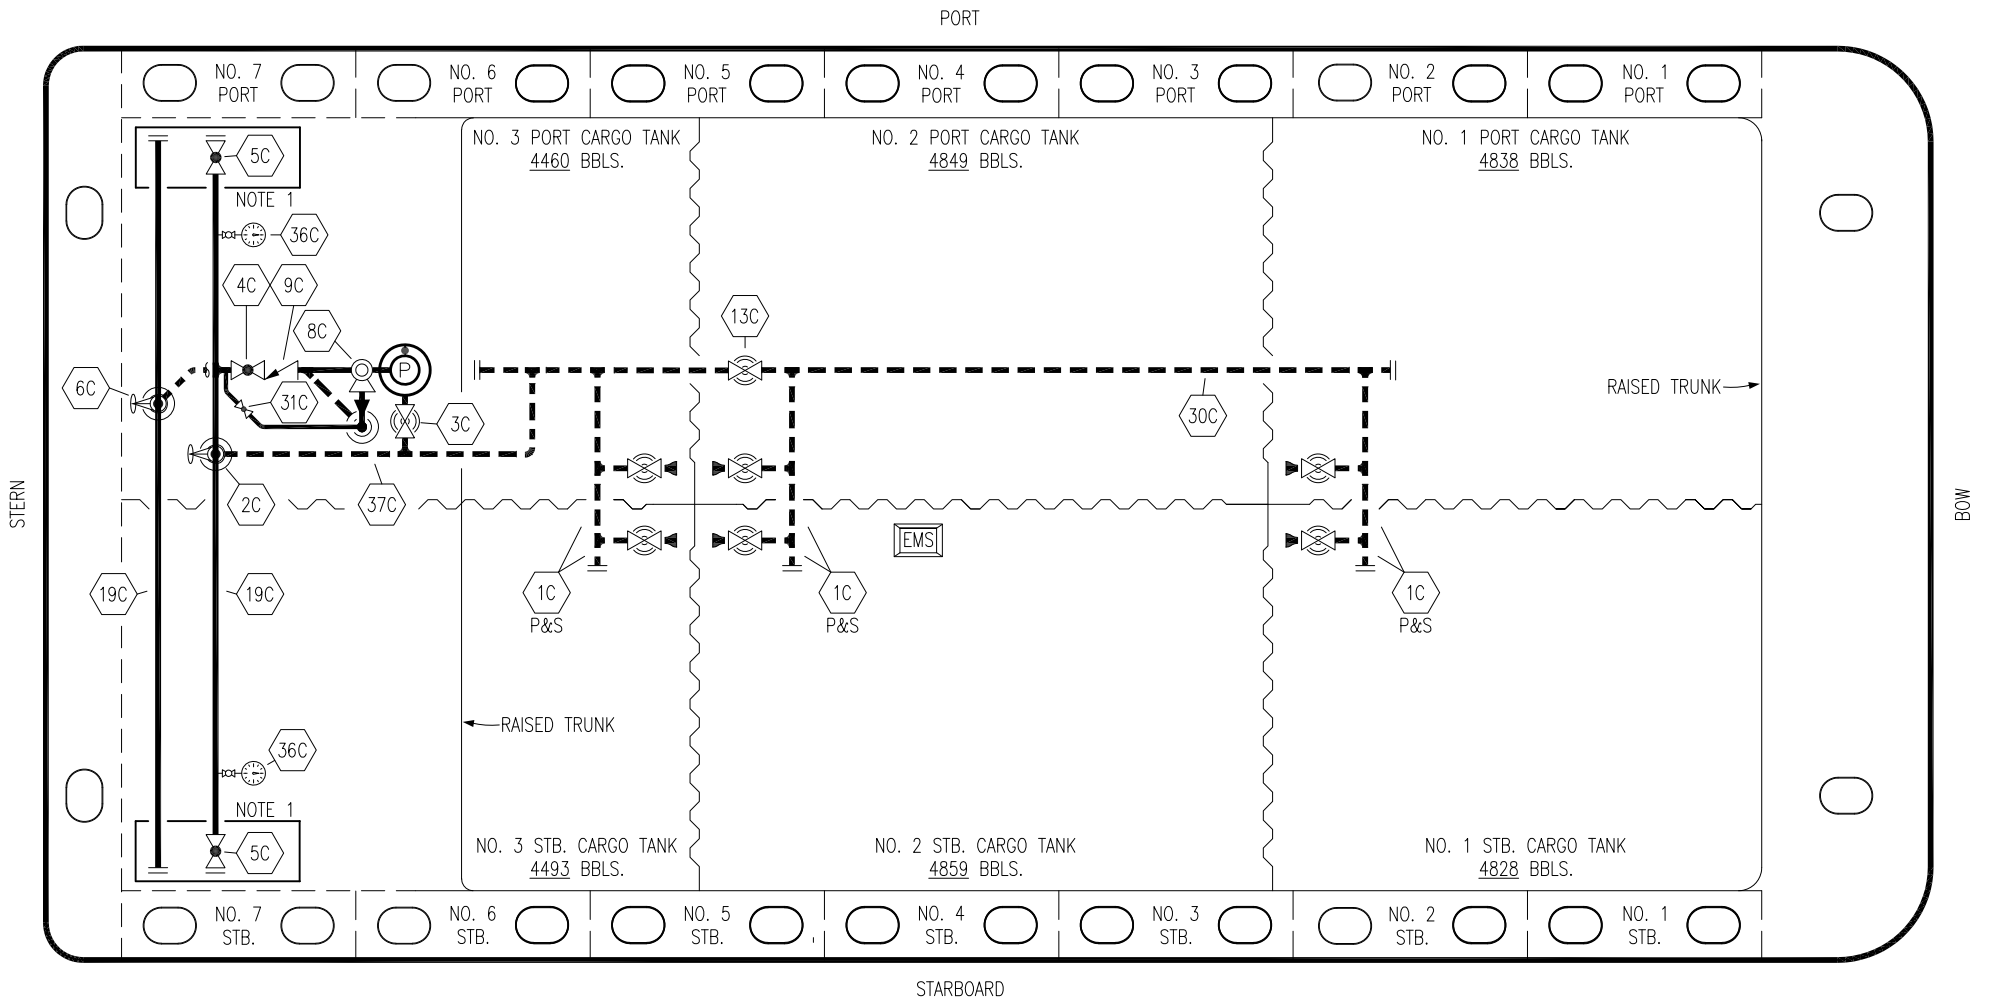 PORT
NO. 7
PORT
NO. 6
PORT
NO. 5
PORT
NO. 4
PORT
NO. 3
PORT
NO. 2
PORT
NO. 1
PORT
NO. 3 PORT CARGO TANK
4460 BBLS.
NO. 2 PORT CARGO TANK
4849 BBLS.
NO. 1 PORT CARGO TANK
4838 BBLS.
5C
NOTE 1
36C
4C
9C
8C
13C
P
6C
31C
3C
30C
RAISED TRUNK
2C
37C
STERN
BOW
EMS
19C
19C
1C
P&S
1C
P&S
1C
P&S
RAISED TRUNK
36C
NOTE 1
5C
NO. 3 STB. CARGO TANK
4493 BBLS.
NO. 2 STB. CARGO TANK
4859 BBLS.
NO. 1 STB. CARGO TANK
4828 BBLS.
NO. 7
STB.
NO. 6
STB.
NO. 5
STB.
NO. 4
STB.
NO. 3
STB.
NO. 2
STB.
NO. 1
STB.
STARBOARD